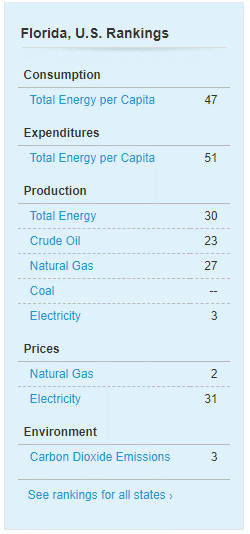 Florida, U.S. Rankings
Consumption
Total Energy per Capita 47
Expenditures
Total Energy per Capita 51
Production
Total Energy 30
Crude Oil 23
Natural Gas 27
Coal --
Electricity 3
Prices
Natural Gas 2
Electricity 31
Environment
Carbon Dioxide Emissions 3
See rankings for all states ›